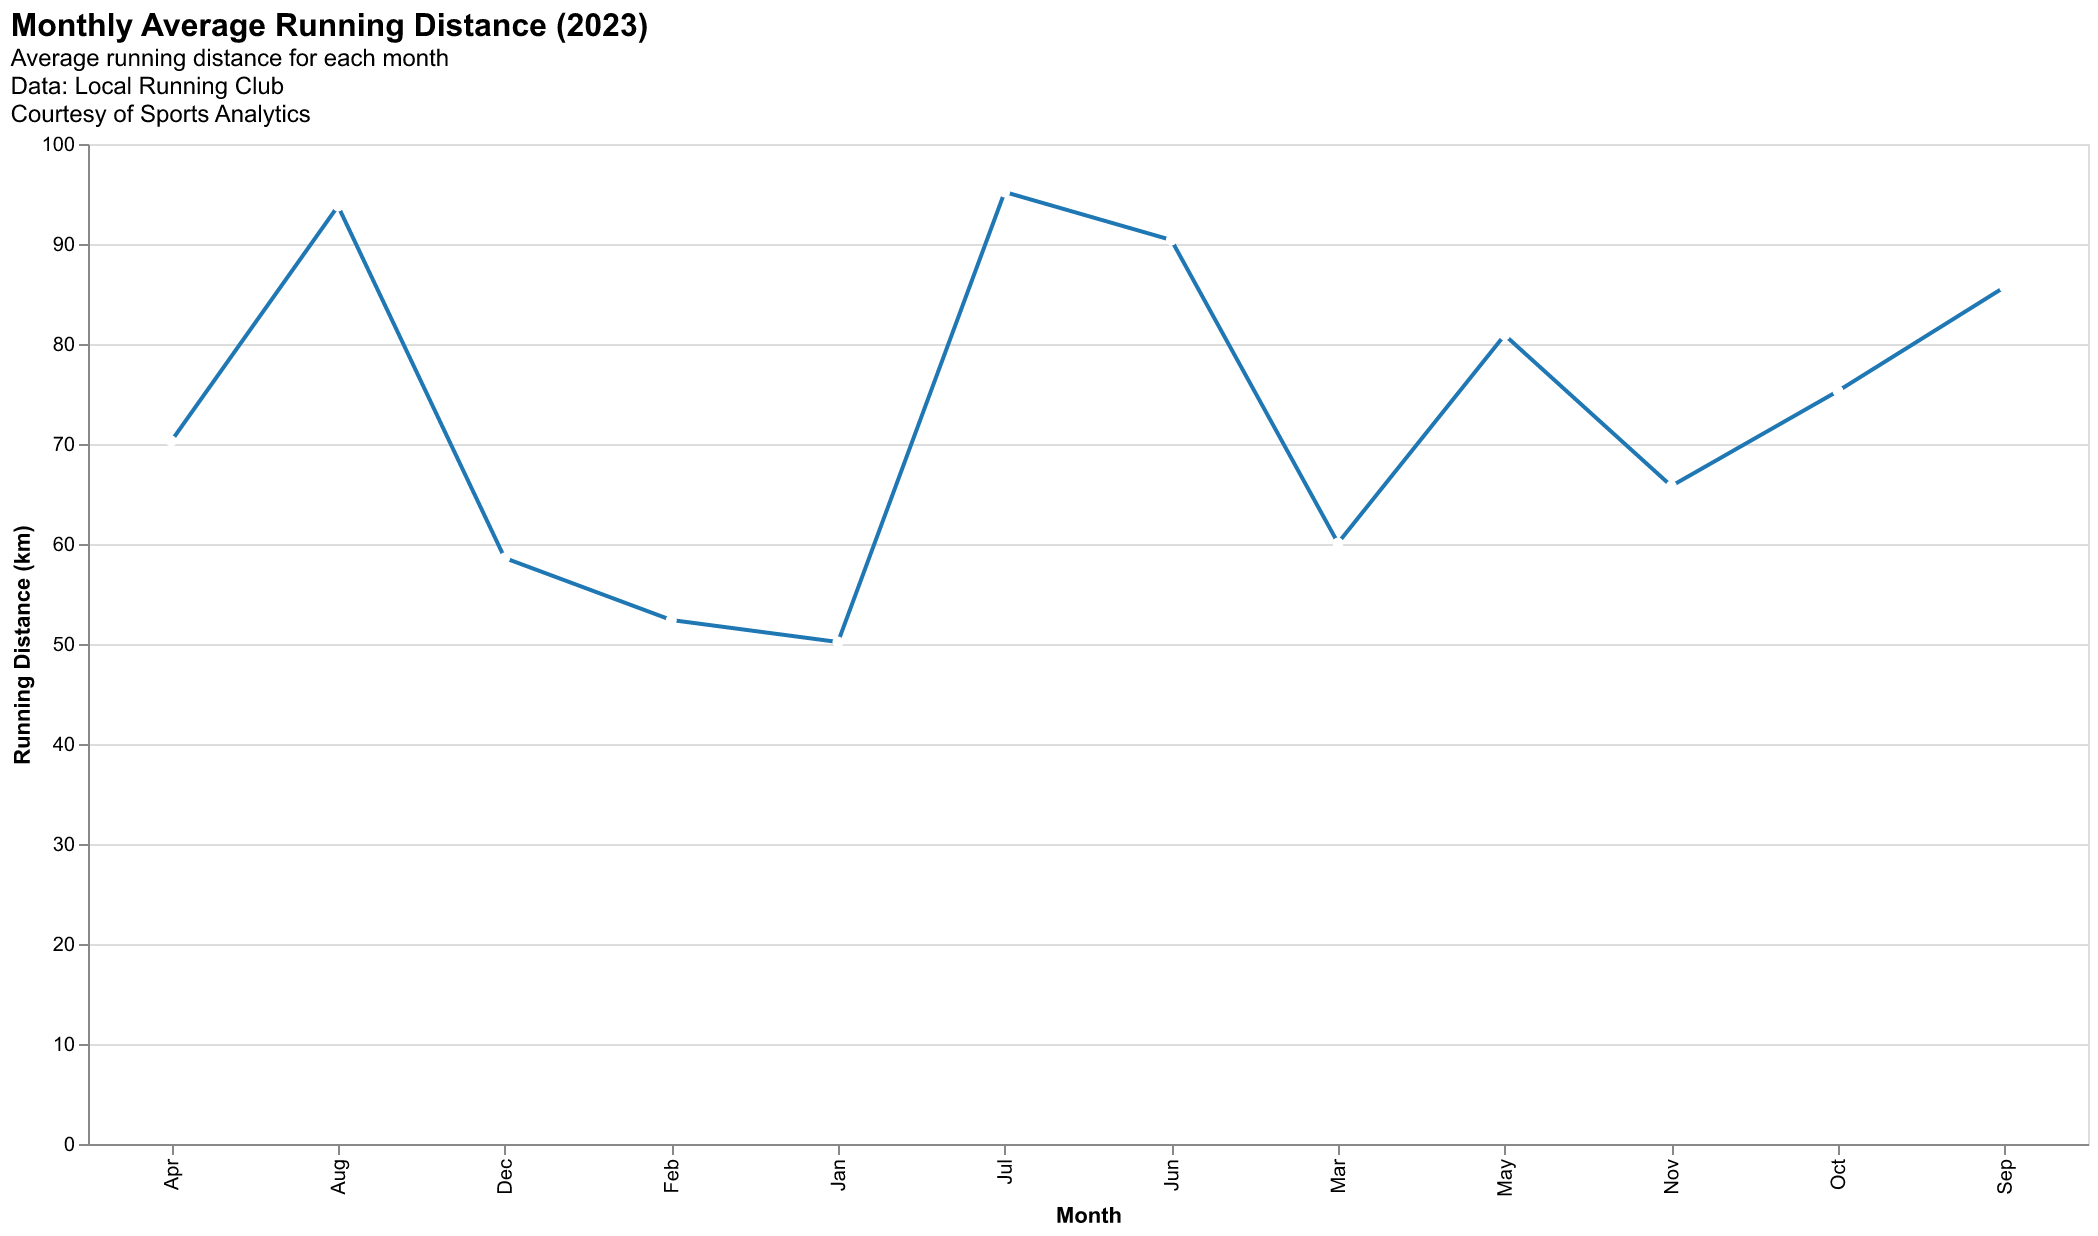 Monthly Average Running Distance (2023)
Average running distance for each month
Data: Local Running Club
Courtesy of Sports Analytics
100
90
80
70
60
50
40
30
20
10
0
Running Distance (km)
Apr
Aug
Dec
Feb
Jan
Jul
Jun
Mar
May
Nov
Oct
Sep
Month